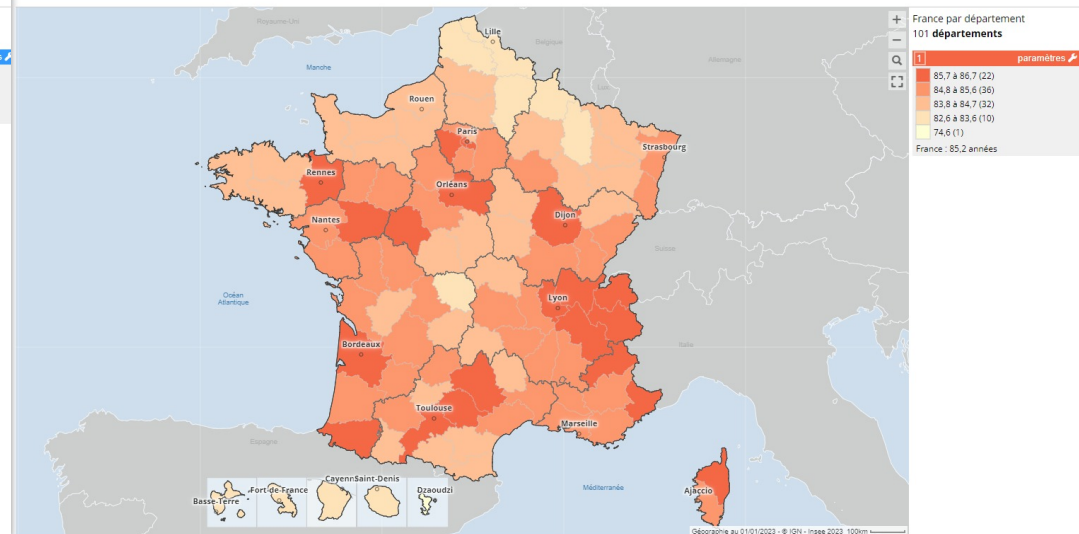 Royaume-Uni
Lille
Belgique
Allemagne
Manche
Rouen
Paris
Strasbourg
Rennes
Orléans
Nantes
Dijon
Suisse
Océan
Atlantique
Lyon
Italie
Bordeaux
Toulouse
Marseille
Espagne
Cayenn
Saint-Denis
Basse-Terre
Fort-de-France
Dzaoudzi
Méditerranée
Ajaccio
Géographie au 01/01/2023 - © IGN - Insee 2023 100km
+
−
France par département
101 départements
1 paramètres
85,7 à 86,7 (22)
84,8 à 85,6 (36)
83,8 à 84,7 (32)
82,6 à 83,6 (10)
74,6 (1)
France : 85,2 années